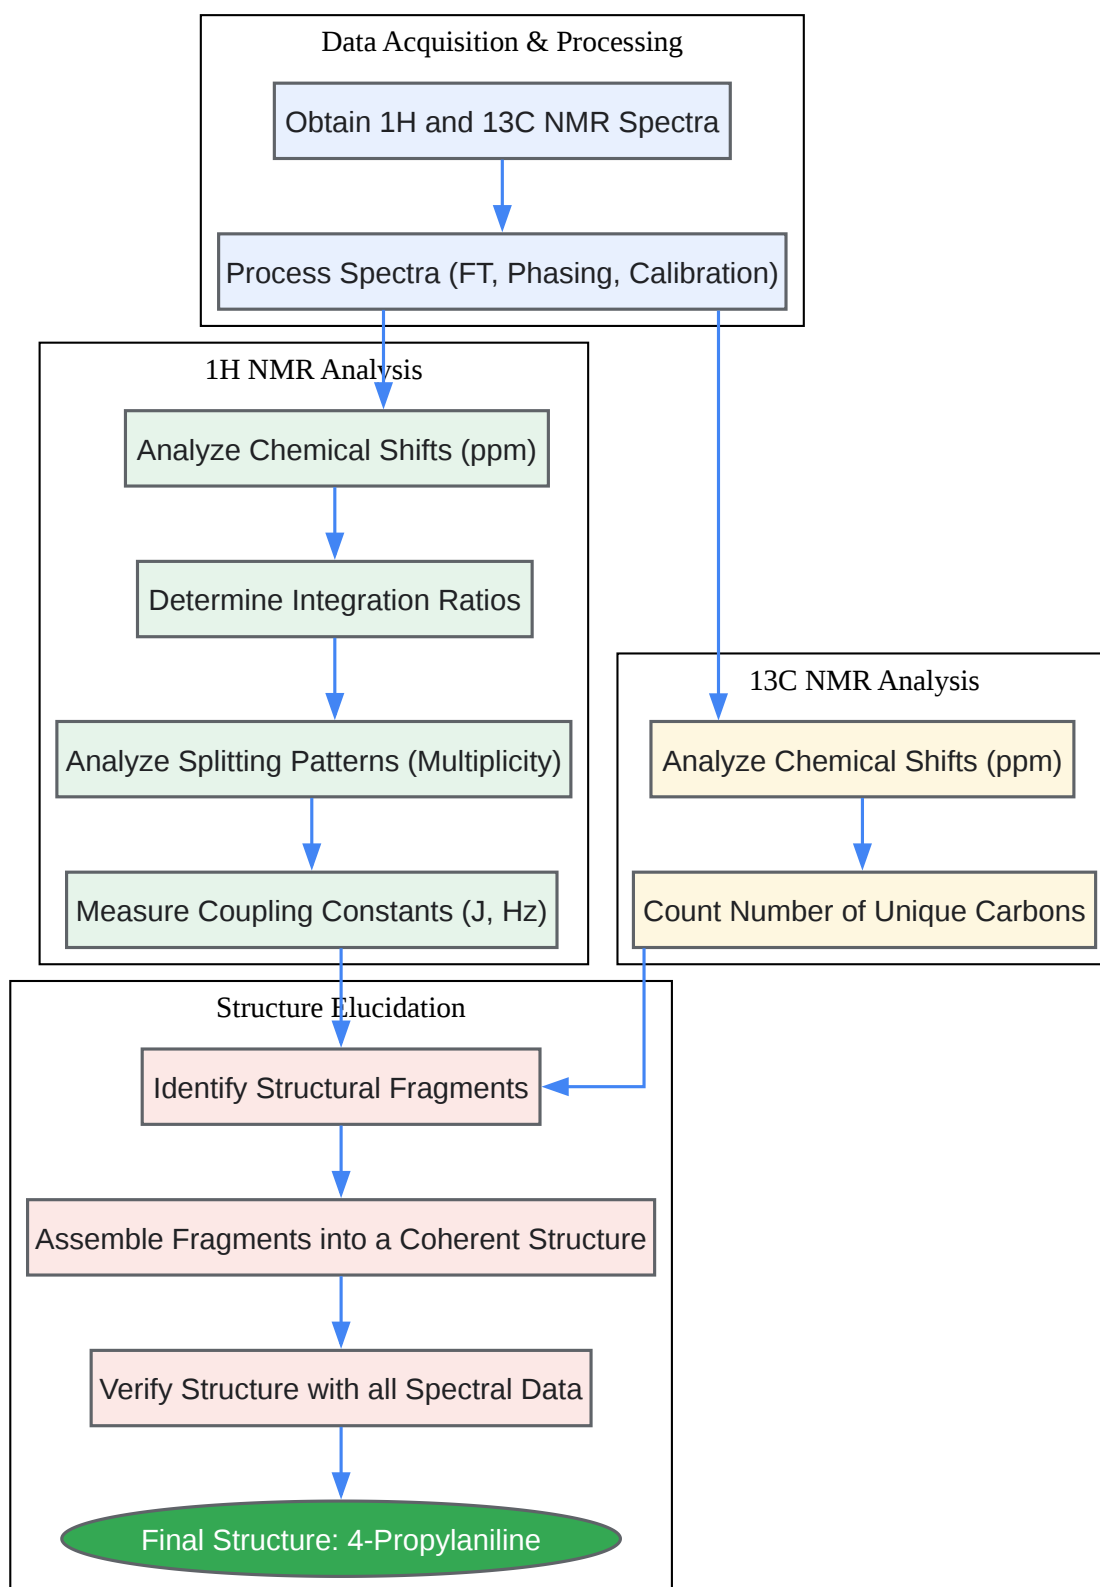 Data Acquisition & Processing
Obtain 1H and 13C NMR Spectra
Process Spectra (FT, Phasing, Calibration)
1H NMR Analysis
Analyze Chemical Shifts (ppm)
Determine Integration Ratios
Analyze Splitting Patterns (Multiplicity)
Measure Coupling Constants (J, Hz)
13C NMR Analysis
Analyze Chemical Shifts (ppm)
Count Number of Unique Carbons
Structure Elucidation
Identify Structural Fragments
Assemble Fragments into a Coherent Structure
Verify Structure with all Spectral Data
Final Structure: 4-Propylaniline